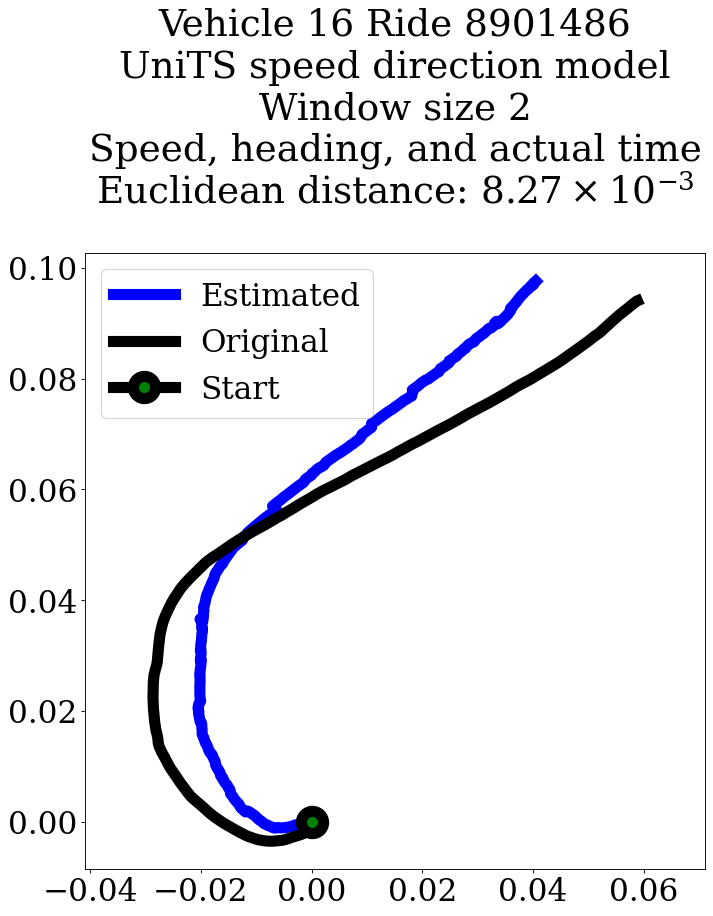 Vehicle 16 Ride 8901486
UniTS speed direction model
Window size 2
Speed, heading, and actual time
Euclidean distance: 8.27 × 10⁻³
Estimated
Original
Start
0.10
0.08
0.06
0.04
0.02
0.00
−0.04 −0.02 0.00 0.02 0.04 0.06